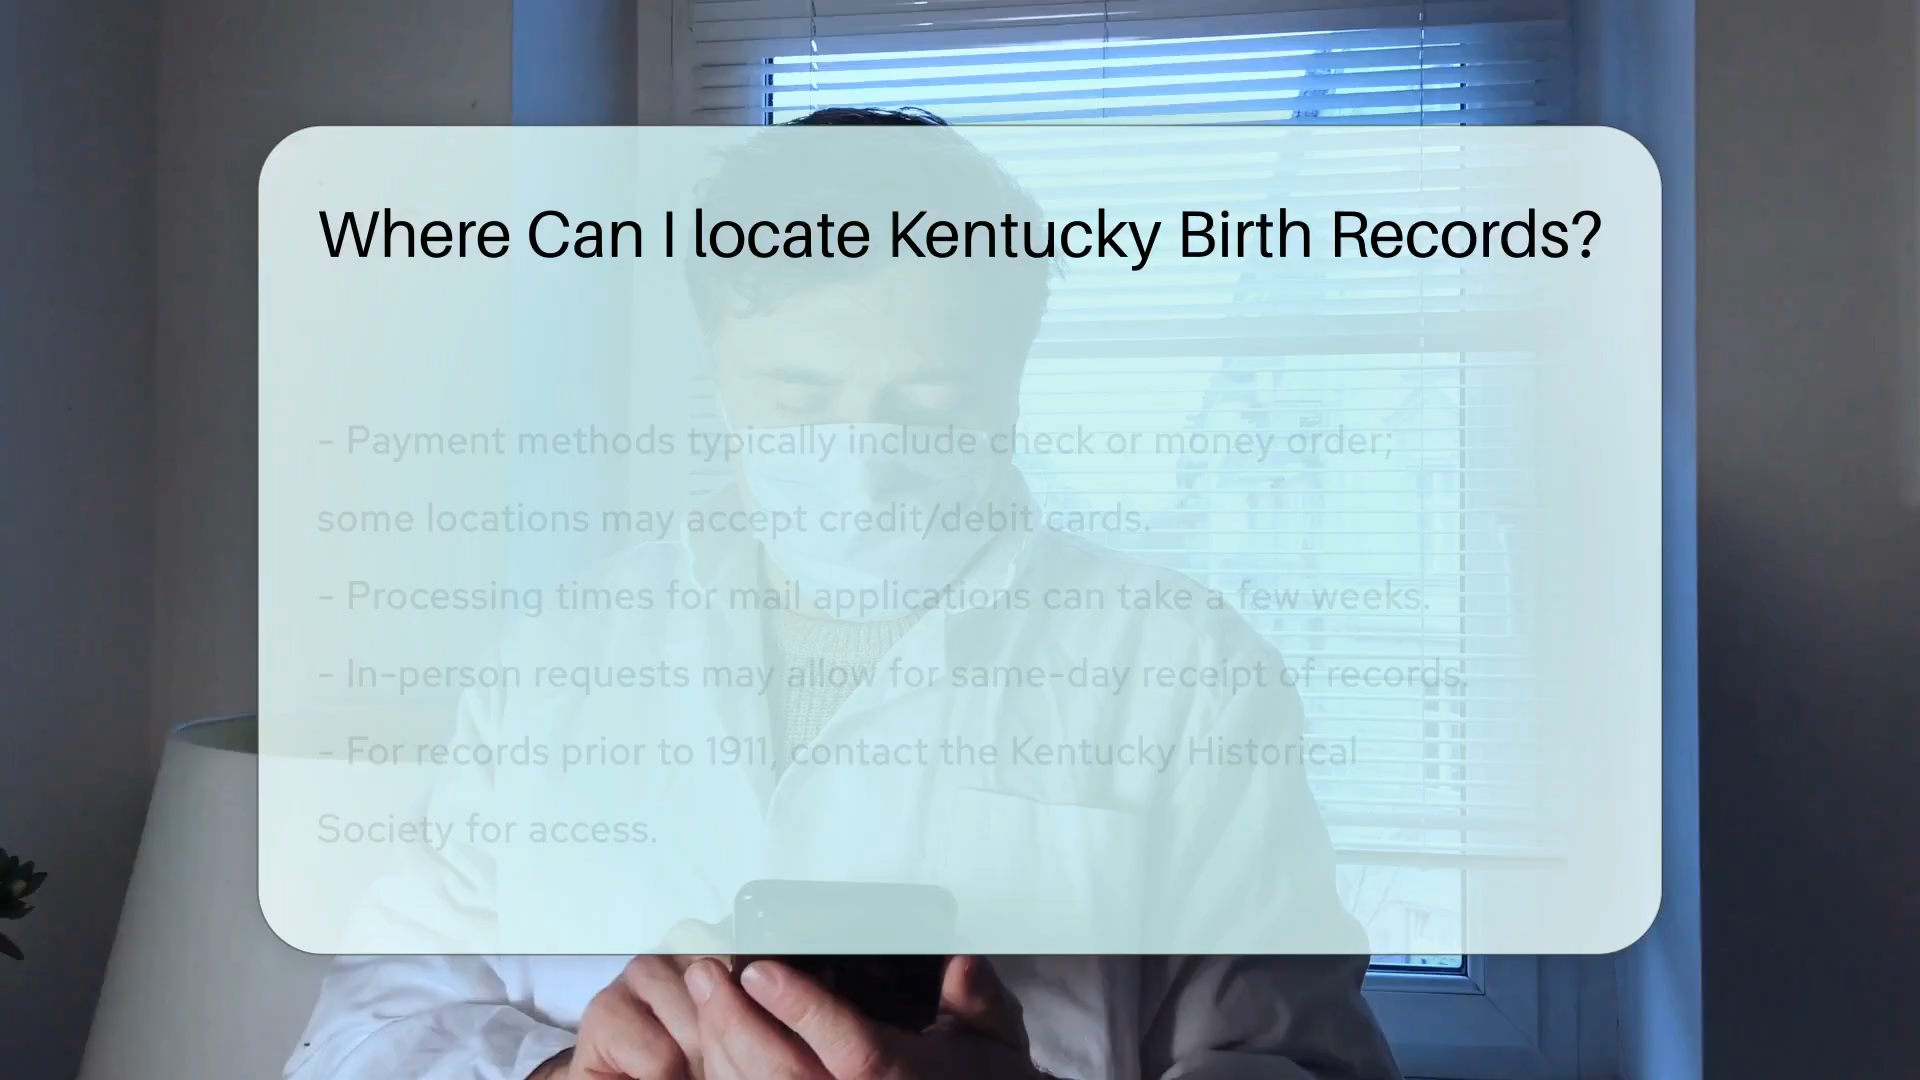 Where Can I locate Kentucky Birth Records?
- Payment methods typically include check or money order;
some locations may accept credit/debit cards.
- Processing times for mail applications can take a few weeks.
- In-person requests may allow for same-day receipt of records.
- For records prior to 1911, contact the Kentucky Historical
Society for access.